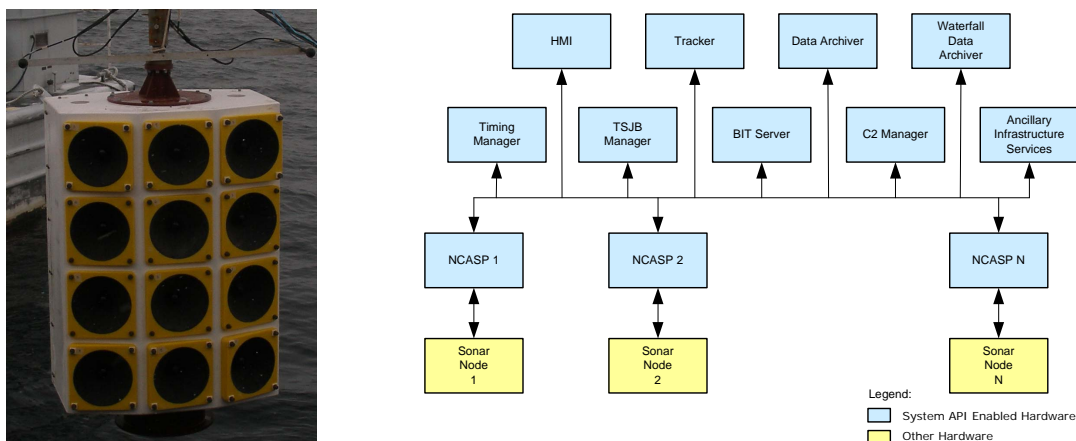 HMI
Tracker
Data Archiver
Waterfall
Data
Archiver
Timing
Manager
TSJB
Manager
BIT Server
C2 Manager
Ancillary
Infrastructure
Services
NCASP 1
NCASP 2
NCASP N
Sonar
Node
1
Sonar
Node
2
Sonar
Node
N
Legend:
System API Enabled Hardware
Other Hardware